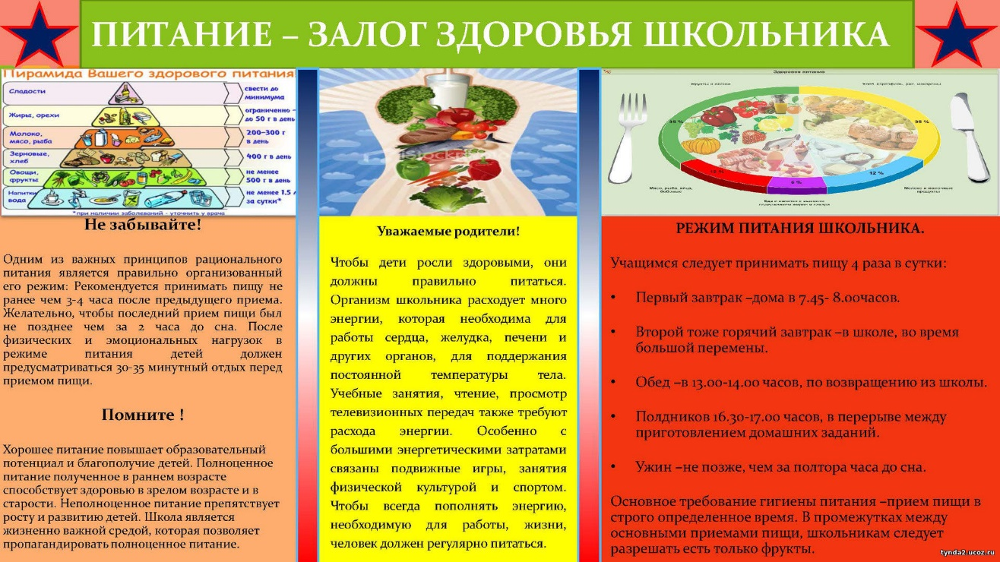 ПИТАНИЕ – ЗАЛОГ ЗДОРОВЬЯ ШКОЛЬНИКА
Пирамида Вашего здорового питания
Сладости
свести до
минимума
Жиры, орехи
ограниченно –
до 50 г в день
Молоко,
мясо, рыба
200–300 г
в день
Зерновые,
хлеб
400 г в день
Овощи,
фрукты
не менее
500 г в день
Напитки
вода
не менее 1.5 л
за сутки*
*при наличии заболеваний - уточнить у врача
Не забывайте!
Одним из важных принципов рационального
питания является правильно организованный
его режим: Рекомендуется принимать пищу не
ранее чем 3-4 часа после предыдущего приема.
Желательно, чтобы последний прием пищи был
не позднее чем за 2 часа до сна. После
физических и эмоциональных нагрузок в
режиме питания детей должен
предусматриваться 30-35 минутный отдых перед
приемом пищи.
Помните !
Хорошее питание повышает образовательный
потенциал и благополучие детей. Полноценное
питание полученное в раннем возрасте
способствует здоровью в зрелом возрасте и в
старости. Неполноценное питание препятствует
росту и развитию детей. Школа является
жизненно важной средой, которая позволяет
пропагандировать полноценное питание.
Уважаемые родители!
Чтобы дети росли здоровыми, они
должны правильно питаться.
Организм школьника расходует много
энергии, которая необходима для
работы сердца, желудка, печени и
других органов, для поддержания
постоянной температуры тела.
Учебные занятия, чтение, просмотр
телевизионных передач также требуют
расхода энергии. Особенно с
большими энергетическими затратами
связаны подвижные игры, занятия
физической культурой и спортом.
Чтобы всегда пополнять энергию,
необходимую для работы, жизни,
человек должен регулярно питаться.
Здоровое питание
Фрукты и овощи
Хлеб, картофель, рис, макароны
35 %
35 %
12 %
6 %
Мясо, рыба, яйца,
бобовые
Молоко и молочные
продукты
РЕЖИМ ПИТАНИЯ ШКОЛЬНИКА.
Учащимся следует принимать пищу 4 раза в сутки:
• Первый завтрак –дома в 7.45- 8.00часов.
• Второй тоже горячий завтрак –в школе, во время
большой перемены.
• Обед –в 13.00-14.00 часов, по возвращению из школы.
• Полдников 16.30-17.00 часов, в перерыве между
приготовлением домашних заданий.
• Ужин –не позже, чем за полтора часа до сна.
Основное требование гигиены питания –прием пищи в
строго определенное время. В промежутках между
основными приемами пищи, школьникам следует
разрешать есть только фрукты.
tynda2.ucoz.ru